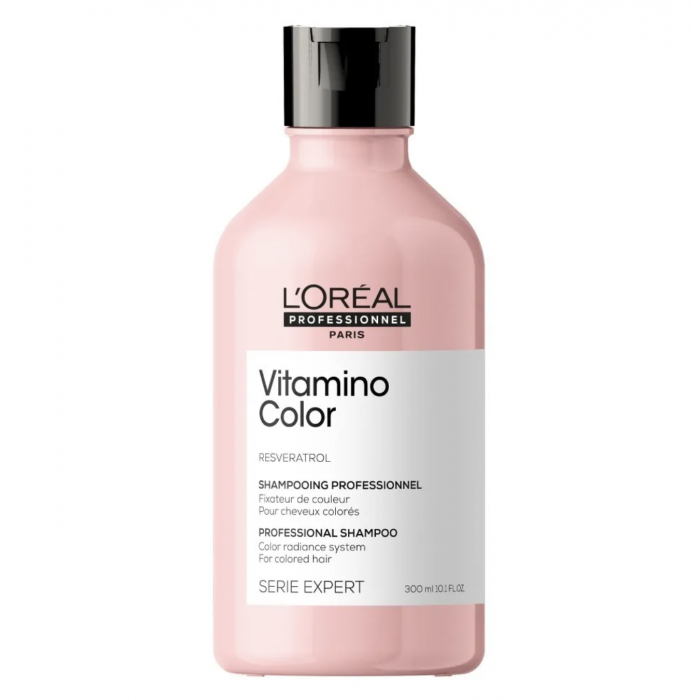 L'ORÉAL
PROFESSIONNEL
PARIS
Vitamino
Color
RESVERATROL
SHAMPOOING PROFESSIONNEL
Fixateur de couleur
Pour cheveux colorés
PROFESSIONAL SHAMPOO
Color radiance system
For colored hair
SERIE EXPERT
300 ml 10.1 FL.OZ.